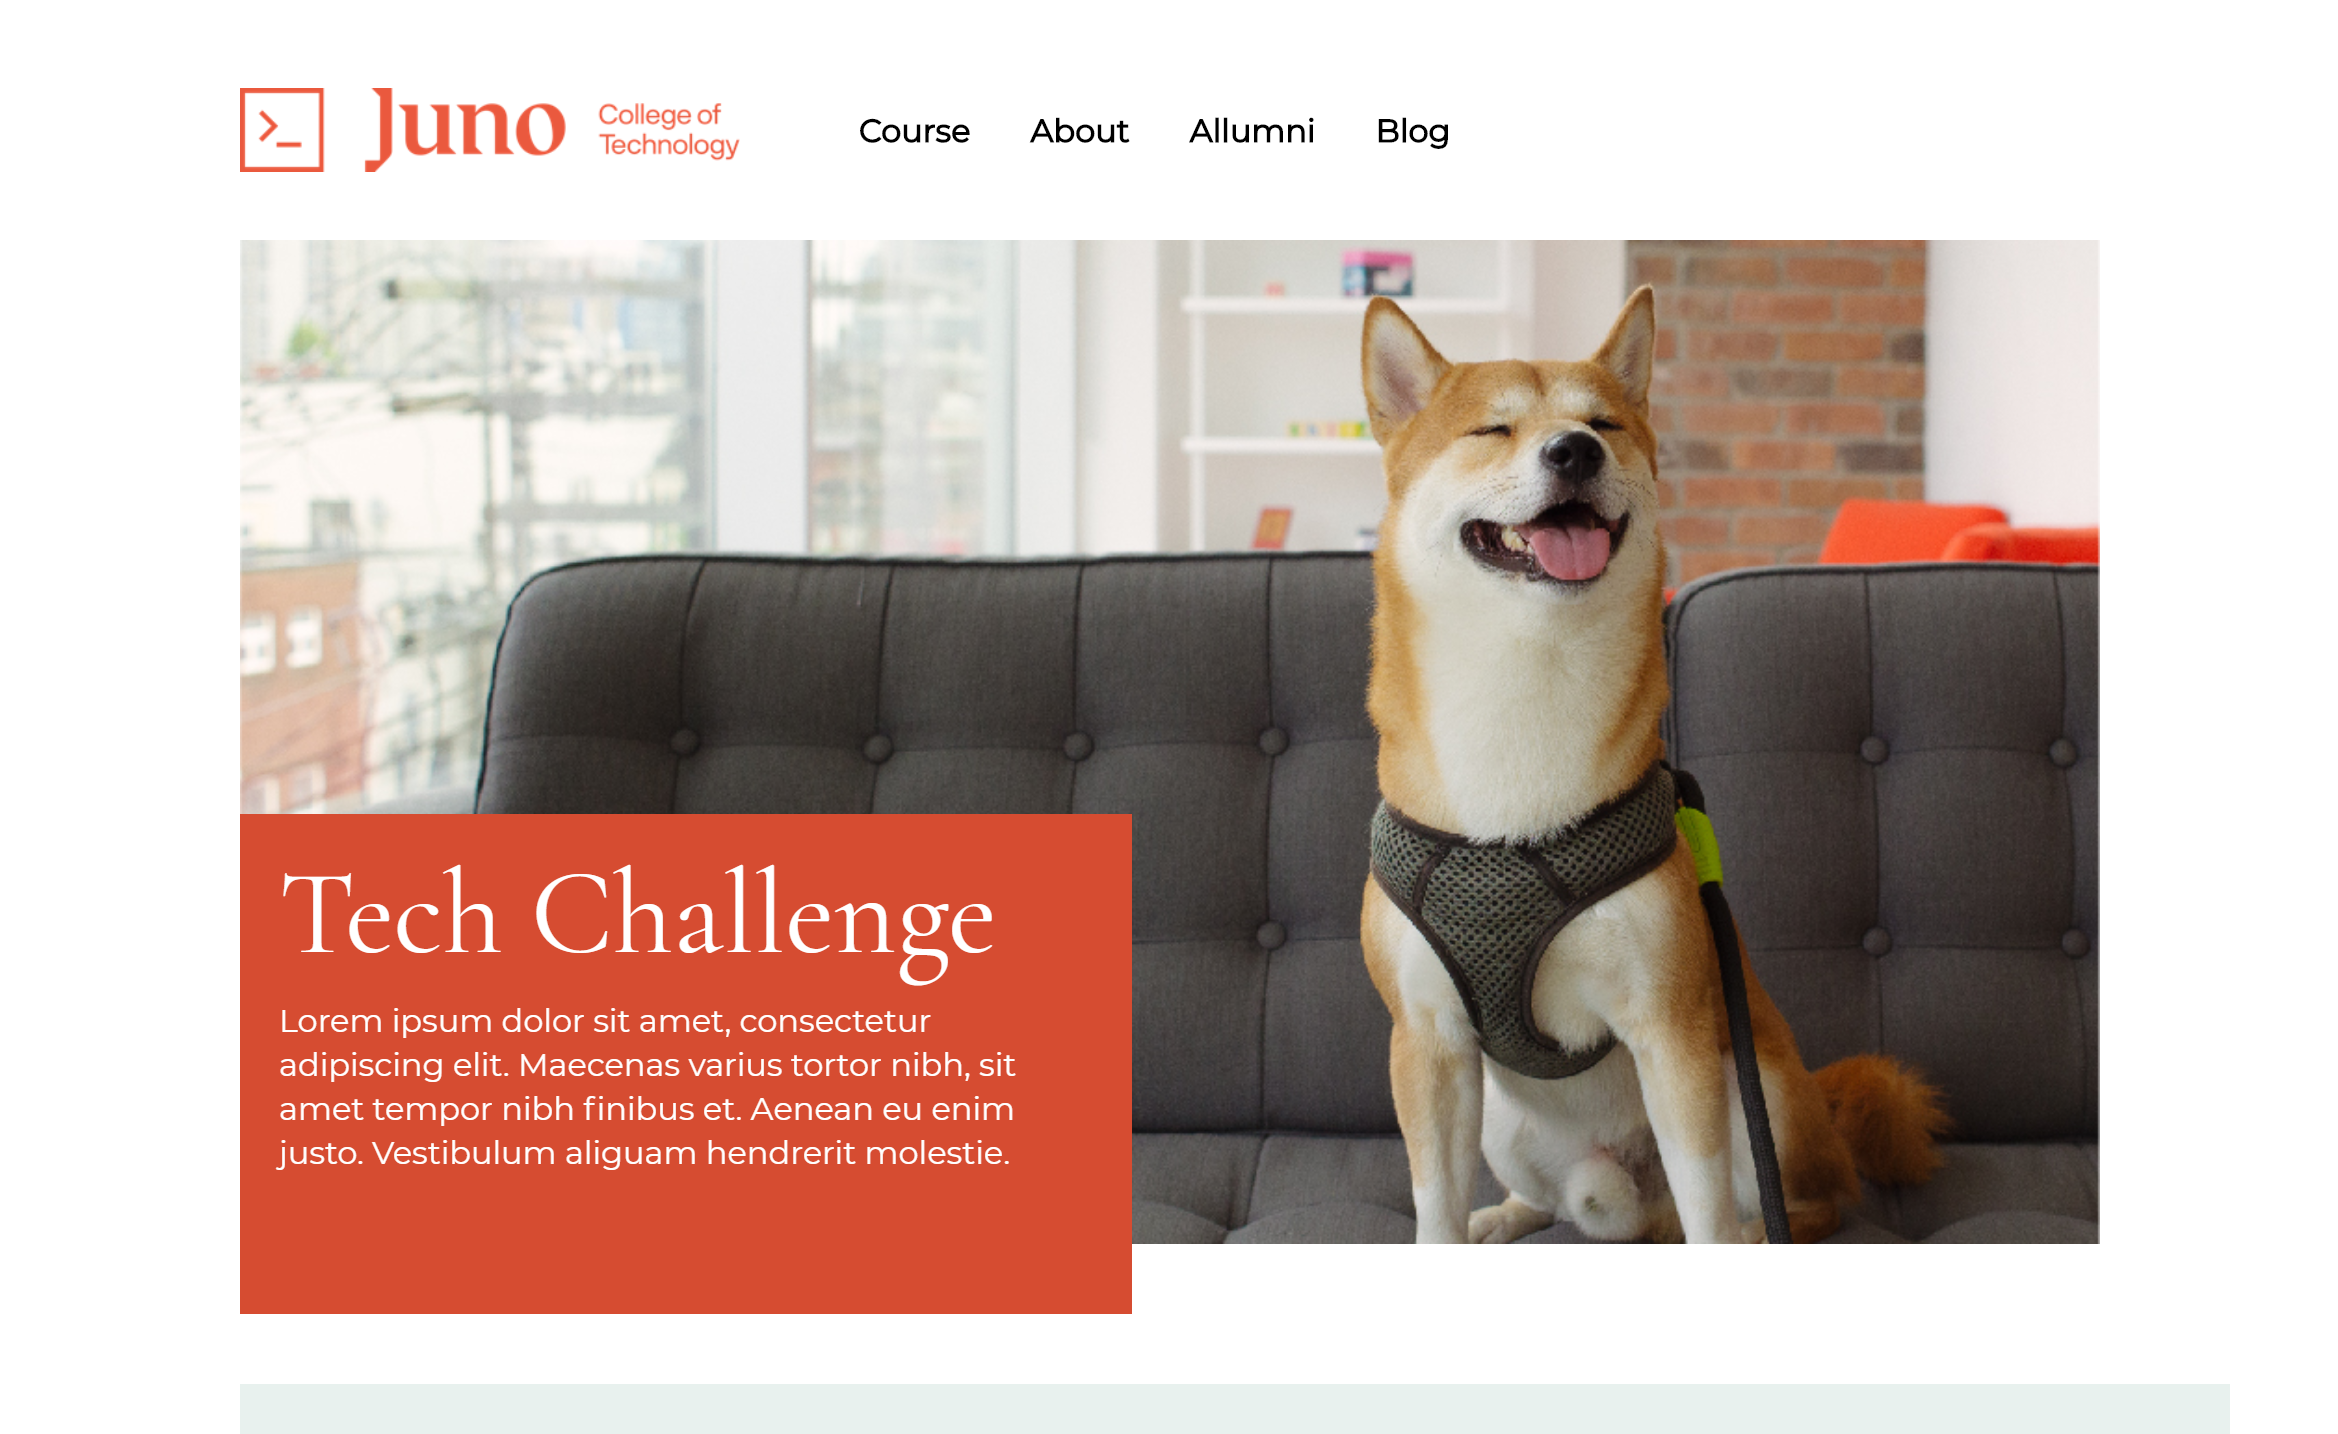 >_ Juno College of
Technology
Course About Allumni Blog
Tech Challenge
Lorem ipsum dolor sit amet, consectetur
adipiscing elit. Maecenas varius tortor nibh, sit
amet tempor nibh finibus et. Aenean eu enim
justo. Vestibulum aliguam hendrerit molestie.